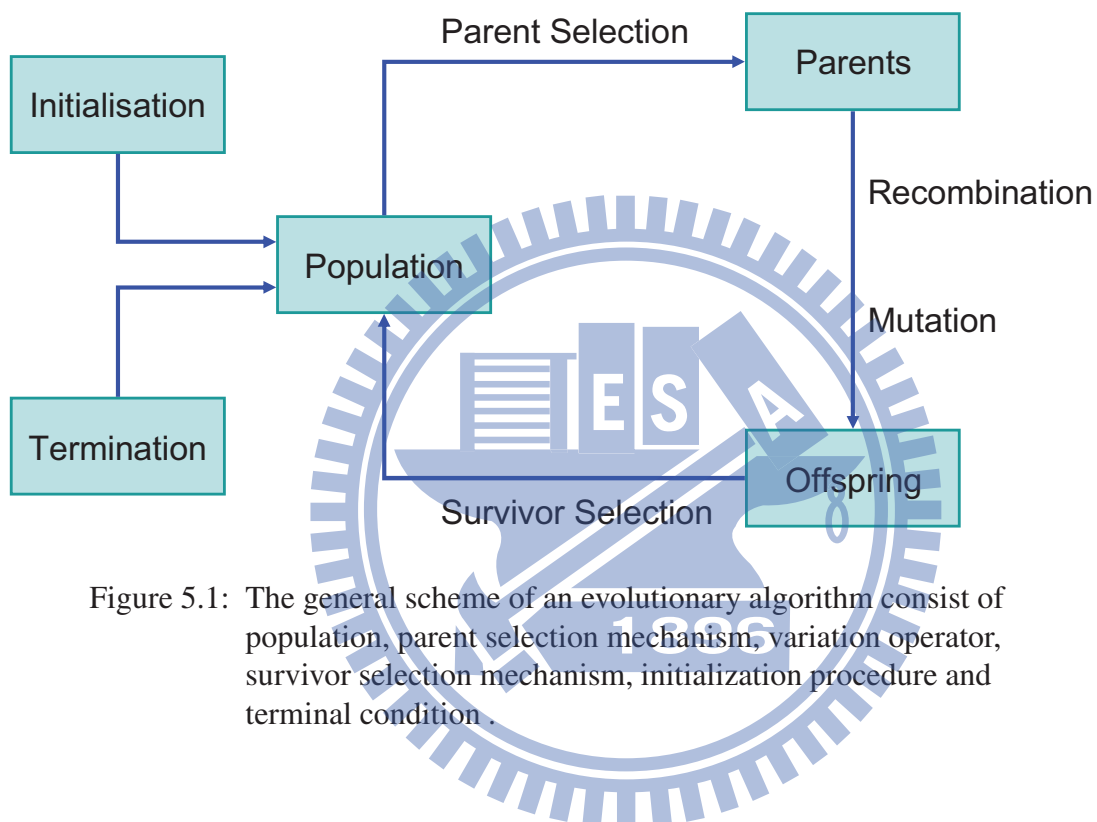 Parent Selection
Parents
Initialisation
Recombination
Population
Mutation
Termination
Offspring
Survivor Selection
E S A
1896
Figure 5.1: The general scheme of an evolutionary algorithm consist of
population, parent selection mechanism, variation operator,
survivor selection mechanism, initialization procedure and
terminal condition .